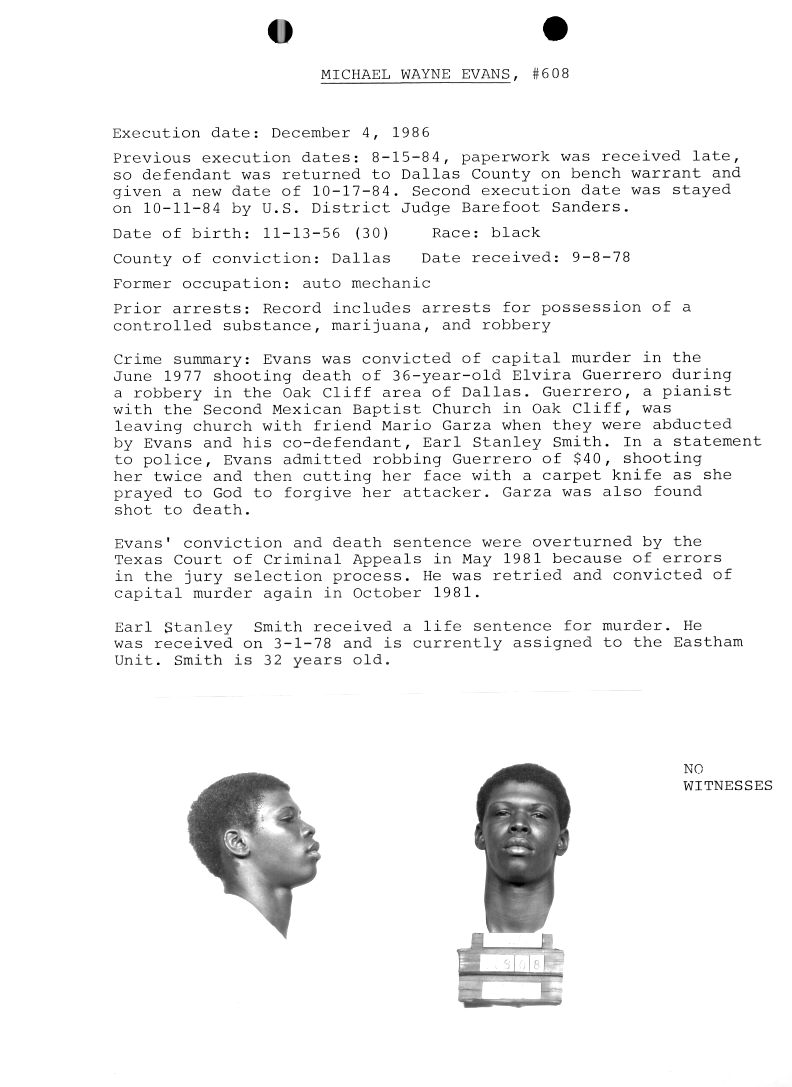 MICHAEL WAYNE EVANS, #608
Execution date: December 4, 1986
Previous execution dates: 8-15-84, paperwork was received late,
so defendant was returned to Dallas County on bench warrant and
given a new date of 10-17-84. Second execution date was stayed
on 10-11-84 by U.S. District Judge Barefoot Sanders.
Date of birth: 11-13-56 (30) Race: black
County of conviction: Dallas Date received: 9-8-78
Former occupation: auto mechanic
Prior arrests: Record includes arrests for possession of a
controlled substance, marijuana, and robbery
Crime summary: Evans was convicted of capital murder in the
June 1977 shooting death of 36-year-old Elvira Guerrero during
a robbery in the Oak Cliff area of Dallas. Guerrero, a pianist
with the Second Mexican Baptist Church in Oak Cliff, was
leaving church with friend Mario Garza when they were abducted
by Evans and his co-defendant, Earl Stanley Smith. In a statement
to police, Evans admitted robbing Guerrero of $40, shooting
her twice and then cutting her face with a carpet knife as she
prayed to God to forgive her attacker. Garza was also found
shot to death.
Evans' conviction and death sentence were overturned by the
Texas Court of Criminal Appeals in May 1981 because of errors
in the jury selection process. He was retried and convicted of
capital murder again in October 1981.
Earl Stanley Smith received a life sentence for murder. He
was received on 3-1-78 and is currently assigned to the Eastham
Unit. Smith is 32 years old.
NO
WITNESSES